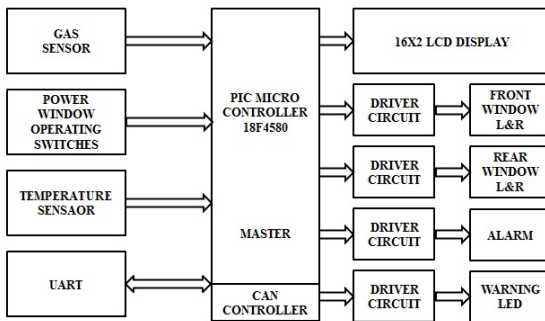 GAS
SENSOR
POWER
WINDOW
OPERATING
SWITCHES
TEMPERATURE
SENSAOR
UART
PIC MICRO
CONTROLLER
18F4580
MASTER
CAN
CONTROLLER
16X2 LCD DISPLAY
DRIVER
CIRCUIT
FRONT
WINDOW
L&R
DRIVER
CIRCUIT
REAR
WINDOW
L&R
DRIVER
CIRCUIT
ALARM
DRIVER
CIRCUIT
WARNING
LED